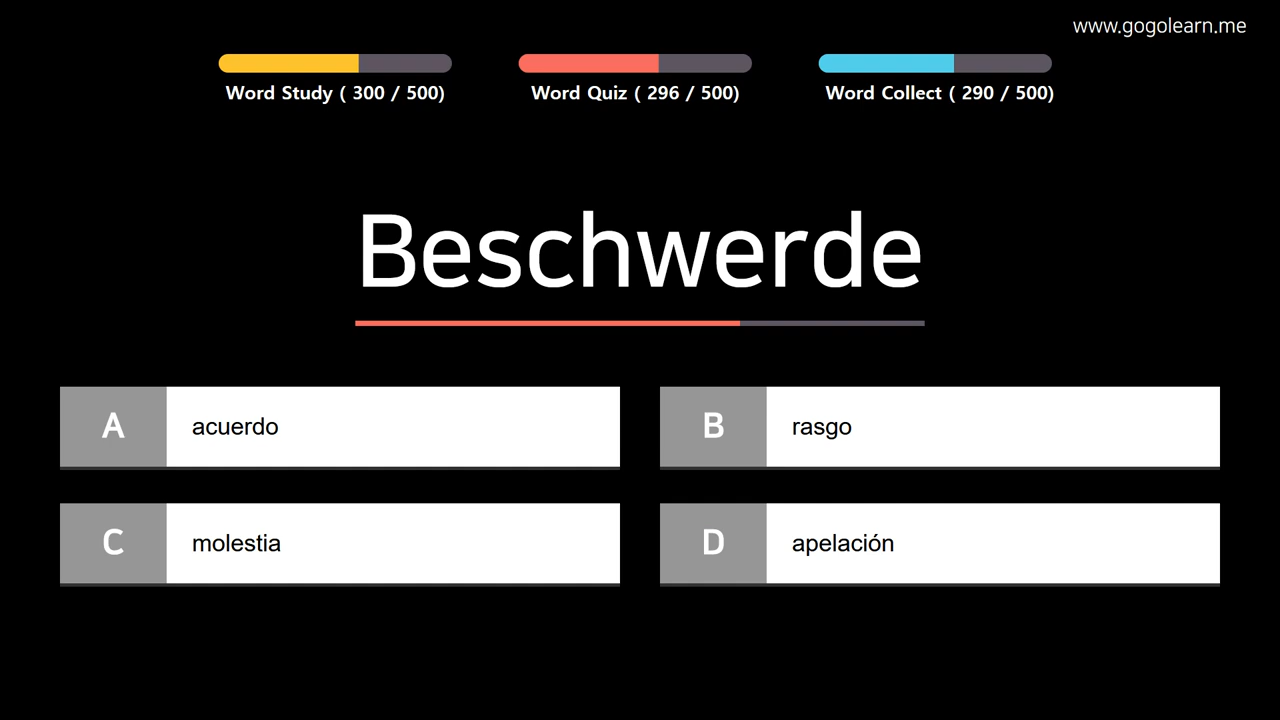 www.gogolearn.me
Word Study ( 300 / 500)
Word Quiz ( 296 / 500)
Word Collect ( 290 / 500)
Beschwerde
A
acuerdo
B
rasgo
C
molestia
D
apelación